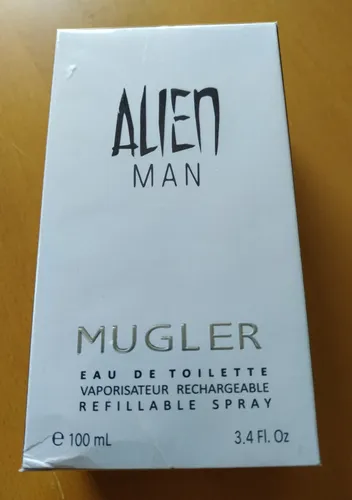 ALIEN
MAN
MUGLER
EAU DE TOILETTE
VAPORISATEUR RECHARGEABLE
REFILLABLE SPRAY
℮ 100 mL 3.4 Fl. Oz